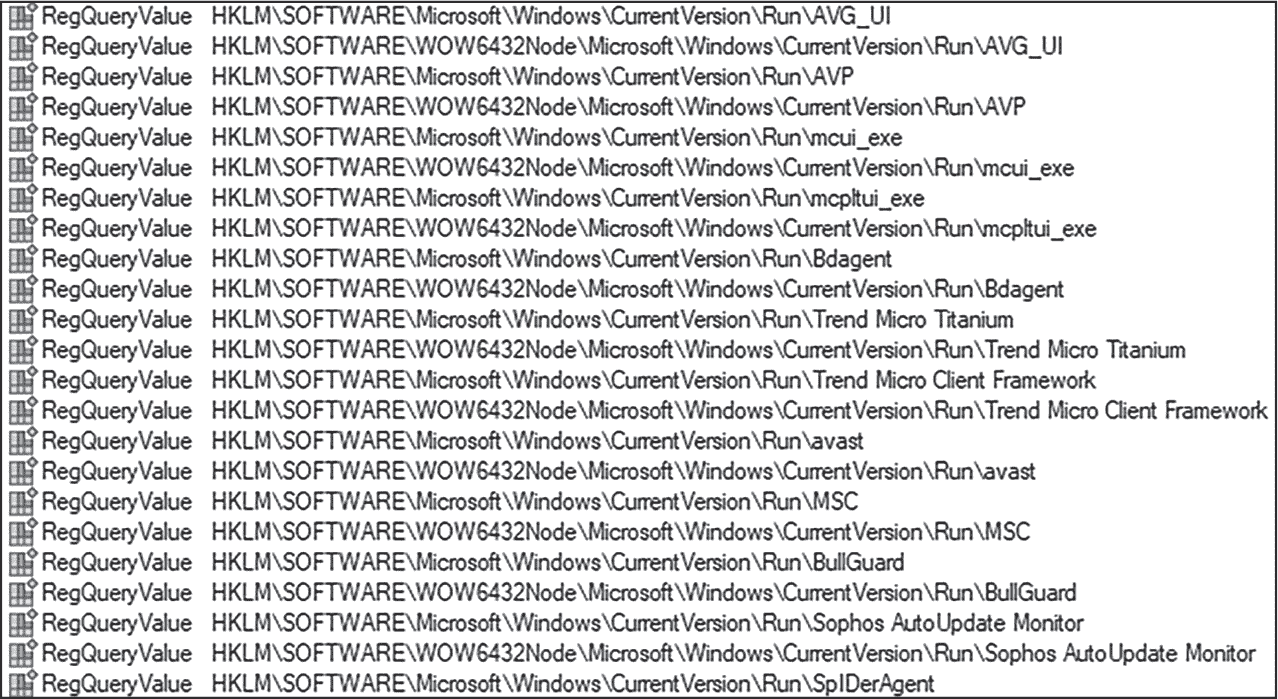 RegQueryValue HKLM\SOFTWARE\Microsoft\Windows\CurrentVersion\Run\AVG_UI
RegQueryValue HKLM\SOFTWARE\WOW6432Node\Microsoft\Windows\CurrentVersion\Run\AVG_UI
RegQueryValue HKLM\SOFTWARE\Microsoft\Windows\CurrentVersion\Run\AVP
RegQueryValue HKLM\SOFTWARE\WOW6432Node\Microsoft\Windows\CurrentVersion\Run\AVP
RegQueryValue HKLM\SOFTWARE\Microsoft\Windows\CurrentVersion\Run\mcui_exe
RegQueryValue HKLM\SOFTWARE\WOW6432Node\Microsoft\Windows\CurrentVersion\Run\mcui_exe
RegQueryValue HKLM\SOFTWARE\Microsoft\Windows\CurrentVersion\Run\mcpltui_exe
RegQueryValue HKLM\SOFTWARE\WOW6432Node\Microsoft\Windows\CurrentVersion\Run\mcpltui_exe
RegQueryValue HKLM\SOFTWARE\Microsoft\Windows\CurrentVersion\Run\Bdagent
RegQueryValue HKLM\SOFTWARE\WOW6432Node\Microsoft\Windows\CurrentVersion\Run\Bdagent
RegQueryValue HKLM\SOFTWARE\Microsoft\Windows\CurrentVersion\Run\Trend Micro Titanium
RegQueryValue HKLM\SOFTWARE\WOW6432Node\Microsoft\Windows\CurrentVersion\Run\Trend Micro Titanium
RegQueryValue HKLM\SOFTWARE\Microsoft\Windows\CurrentVersion\Run\Trend Micro Client Framework
RegQueryValue HKLM\SOFTWARE\WOW6432Node\Microsoft\Windows\CurrentVersion\Run\Trend Micro Client Framework
RegQueryValue HKLM\SOFTWARE\Microsoft\Windows\CurrentVersion\Run\avast
RegQueryValue HKLM\SOFTWARE\WOW6432Node\Microsoft\Windows\CurrentVersion\Run\avast
RegQueryValue HKLM\SOFTWARE\Microsoft\Windows\CurrentVersion\Run\MSC
RegQueryValue HKLM\SOFTWARE\WOW6432Node\Microsoft\Windows\CurrentVersion\Run\MSC
RegQueryValue HKLM\SOFTWARE\Microsoft\Windows\CurrentVersion\Run\BullGuard
RegQueryValue HKLM\SOFTWARE\WOW6432Node\Microsoft\Windows\CurrentVersion\Run\BullGuard
RegQueryValue HKLM\SOFTWARE\Microsoft\Windows\CurrentVersion\Run\Sophos AutoUpdate Monitor
RegQueryValue HKLM\SOFTWARE\WOW6432Node\Microsoft\Windows\CurrentVersion\Run\Sophos AutoUpdate Monitor
RegQueryValue HKLM\SOFTWARE\Microsoft\Windows\CurrentVersion\Run\SpIDerAgent